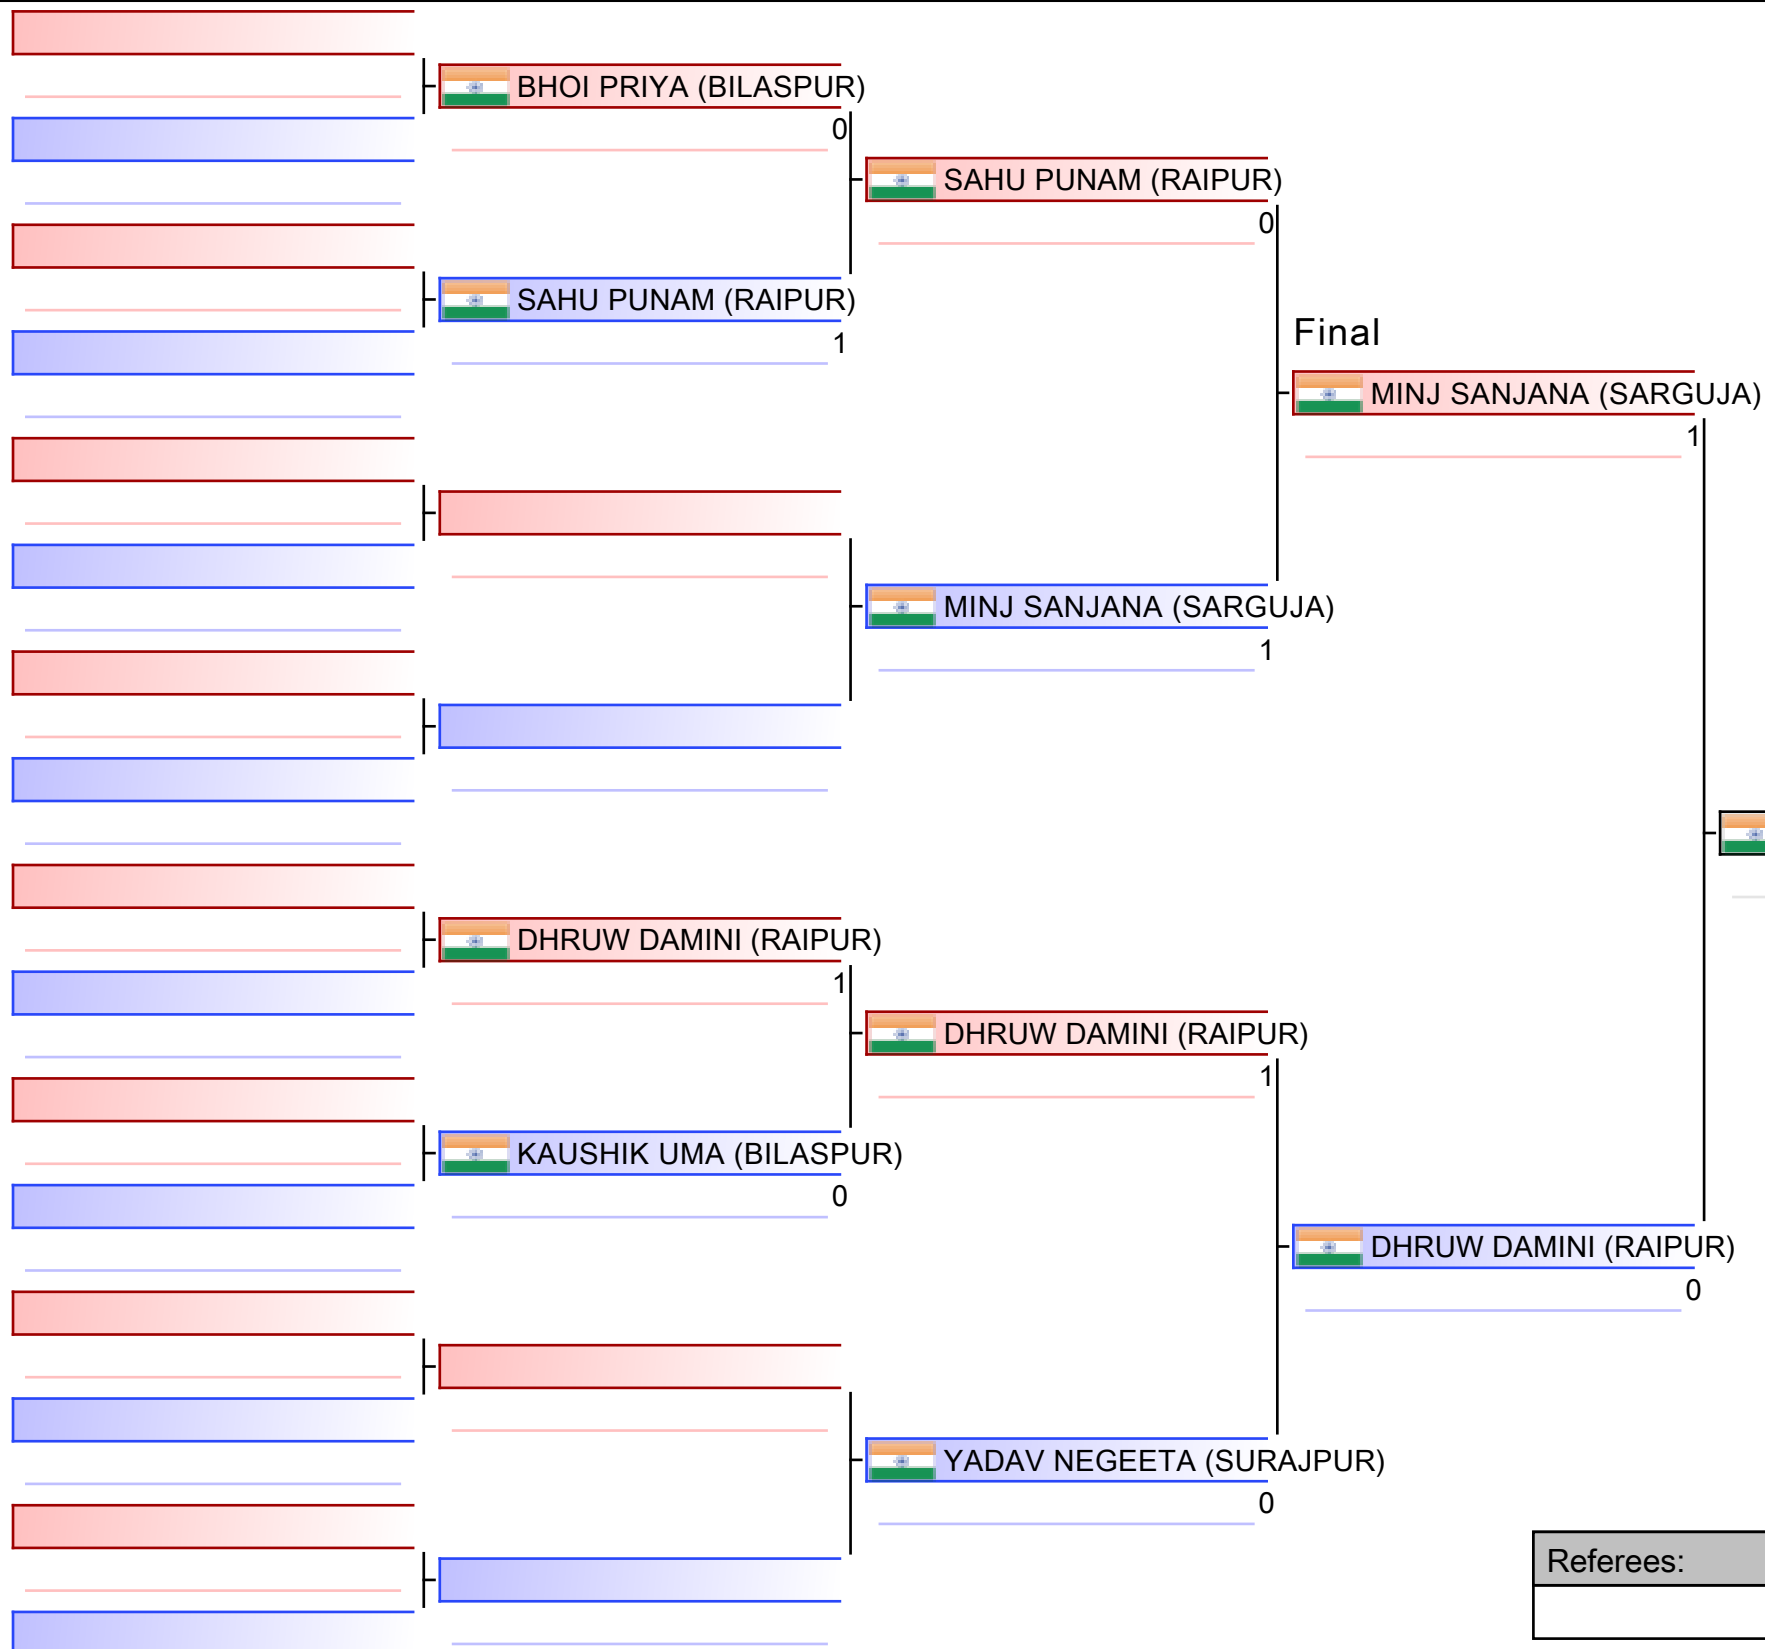 BHOI PRIYA (BILASPUR)
0
SAHU PUNAM (RAIPUR)
0
SAHU PUNAM (RAIPUR)
1
Final
MINJ SANJANA (SARGUJA)
1
MINJ SANJANA (SARGUJA)
1
DHRUW DAMINI (RAIPUR)
1
DHRUW DAMINI (RAIPUR)
1
KAUSHIK UMA (BILASPUR)
0
DHRUW DAMINI (RAIPUR)
0
YADAV NEGEETA (SURAJPUR)
0
Referees: